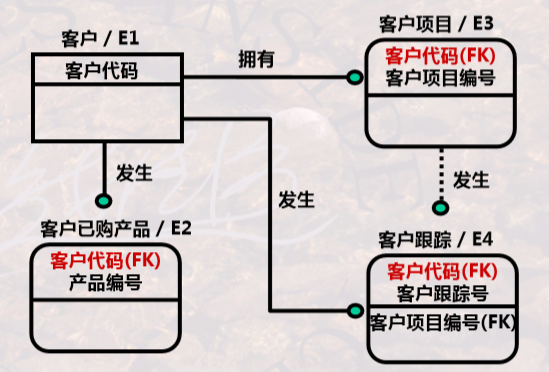 客户 / E1
客户代码
拥有
客户项目 / E3
客户代码(FK)
客户项目编号
发生
发生
发生
客户已购产品 / E2
客户代码(FK)
产品编号
客户跟踪 / E4
客户代码(FK)
客户跟踪号
客户项目编号(FK)